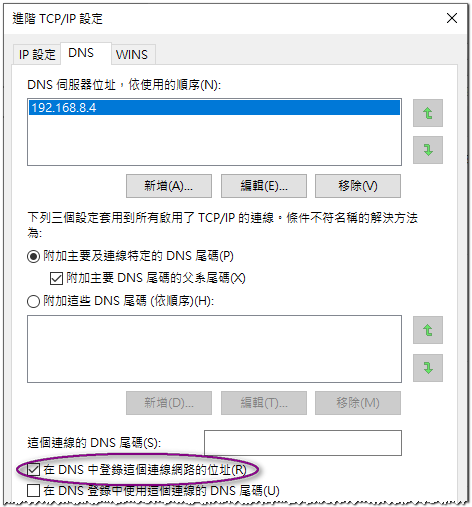 進階 TCP/IP 設定
IP 設定 DNS WINS
DNS 伺服器位址，依使用的順序(N):
192.168.8.4
新增(A)... 編輯(E)... 移除(V)
下列三個設定套用到所有啟用了 TCP/IP 的連線。條件不符名稱的解決方法
為:
附加主要及連線特定的 DNS 尾碼(P)
附加主要 DNS 尾碼的父系尾碼(X)
附加這些 DNS 尾碼 (依順序)(H):
新增(D)... 編輯(T)... 移除(M)
這個連線的 DNS 尾碼(S):
在 DNS 中登錄這個連線網路的位址(R)
在 DNS 登錄中使用這個連線的 DNS 尾碼(U)